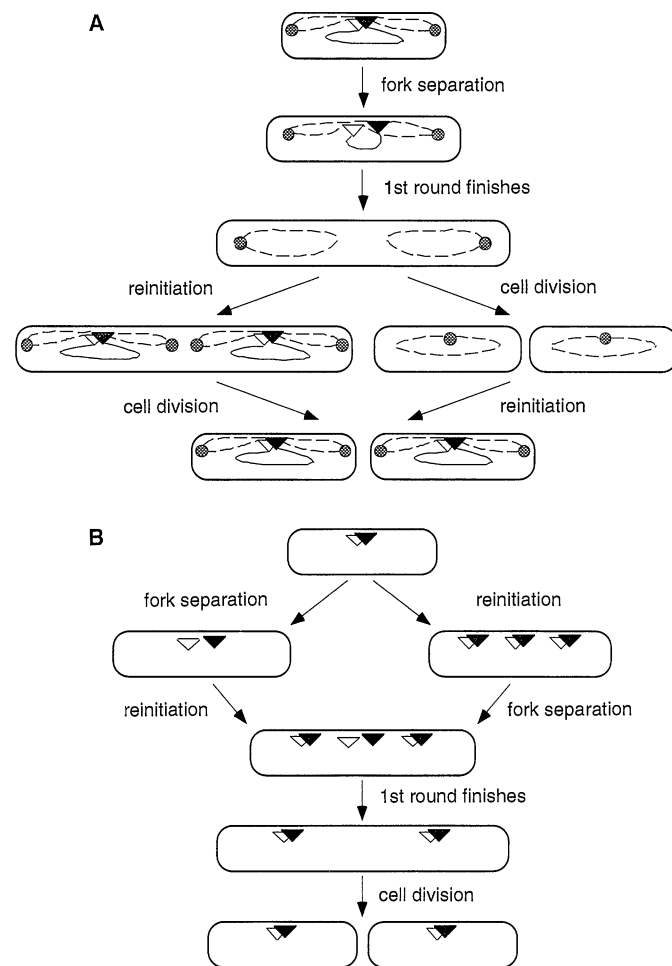 A
fork separation
1st round finishes
reinitiation
cell division
cell division
reinitiation
B
fork separation
reinitiation
reinitiation
fork separation
1st round finishes
cell division